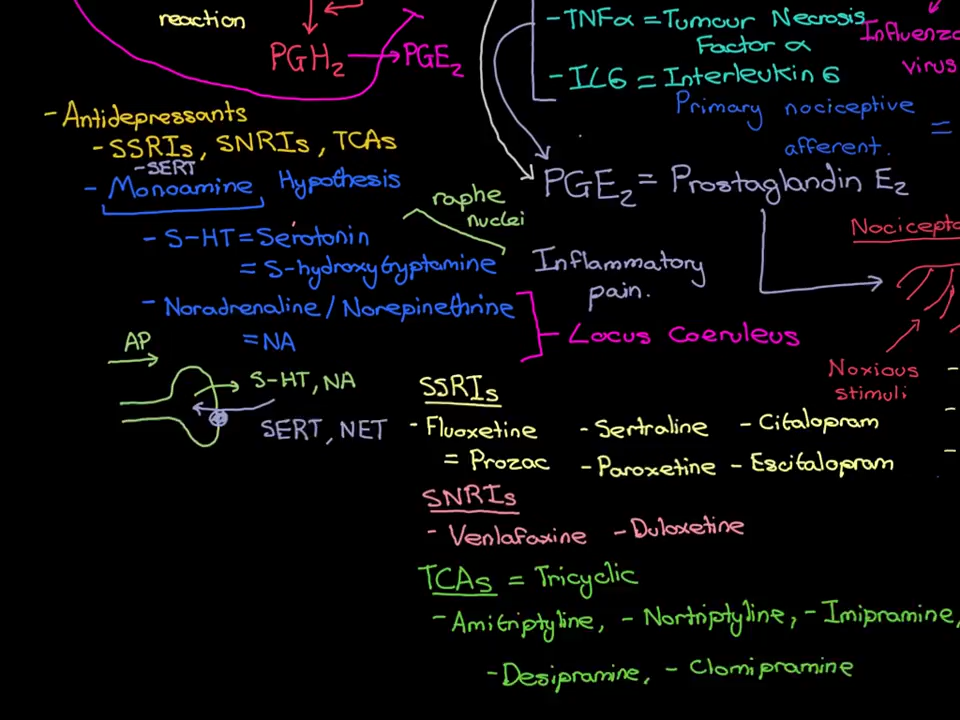 reaction
PGH2 → PGE2
- TNFα = Tumour Necrosis
Factor α
- IL6 = Interleukin 6
Influenza
virus
Primary nociceptive
afferent. =
- Antidepressants
- SSRIs, SNRIs, TCAs
- SERT
- Monoamine Hypothesis
- 5-HT = Serotonin
= 5-hydroxytryptamine
- Noradrenaline / Norepinethrine
= NA
raphe
nuclei
PGE2 = Prostaglandin E2
Inflammatory
pain.
Locus Coeruleus
Nocicepto
Noxious
stimuli
AP
5-HT, NA
SERT, NET
SSRIs
- Fluoxetine - Sertraline - Citalopram
= Prozac - Paroxetine - Escitalopram
SNRIs
- Venlafaxine - Duloxetine
TCAs = Tricyclic
- Amitriptyline, - Nortriptyline, - Imipramine,
- Desipramine, - Clomipramine